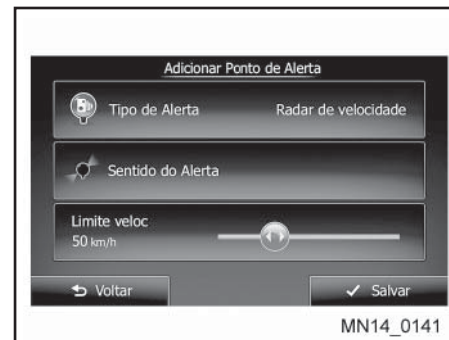 Adicionar Ponto de Alerta
Tipo de Alerta Radar de velocidade
Sentido do Alerta
Limite veloc
50 km/h
Voltar Salvar
MN14_0141